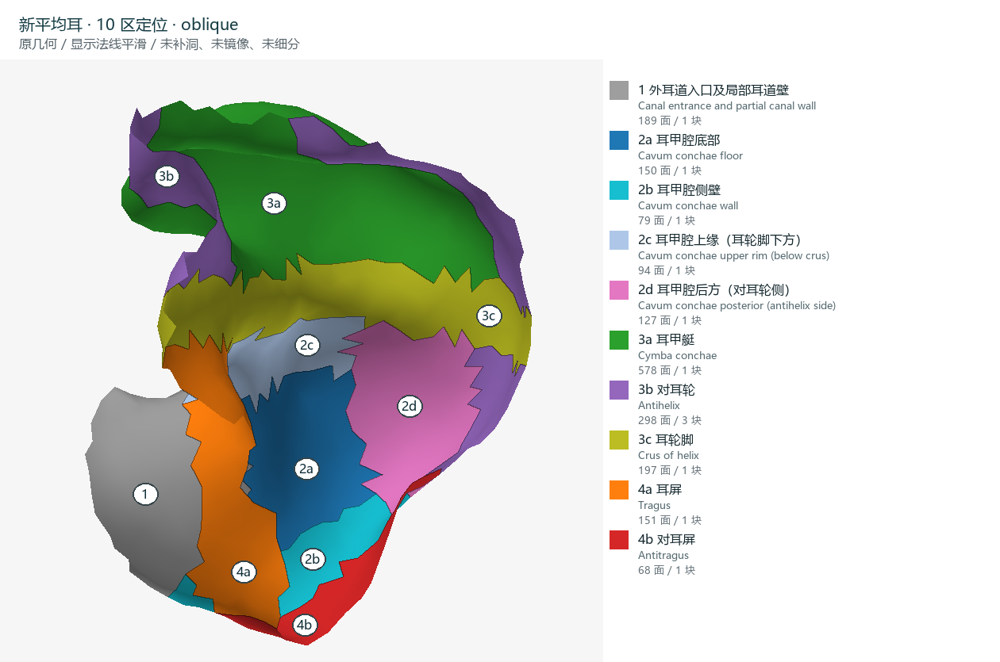 新平均耳 · 10 区定位 · oblique
原几何 / 显示法线平滑 / 未补洞、未镜像、未细分
1 外耳道入口及局部耳道壁
Canal entrance and partial canal wall
189 面 / 1 块
2a 耳甲腔底部
Cavum conchae floor
150 面 / 1 块
2b 耳甲腔侧壁
Cavum conchae wall
79 面 / 1 块
2c 耳甲腔上缘（耳轮脚下方）
Cavum conchae upper rim (below crus)
94 面 / 1 块
2d 耳甲腔后方（对耳轮侧）
Cavum conchae posterior (antihelix side)
127 面 / 1 块
3a 耳甲艇
Cymba conchae
578 面 / 1 块
3b 对耳轮
Antihelix
298 面 / 3 块
3c 耳轮脚
Crus of helix
197 面 / 1 块
4a 耳屏
Tragus
151 面 / 1 块
4b 对耳屏
Antitragus
68 面 / 1 块
3b
3a
3c
2c
2d
2a
1
2b
4a
4b